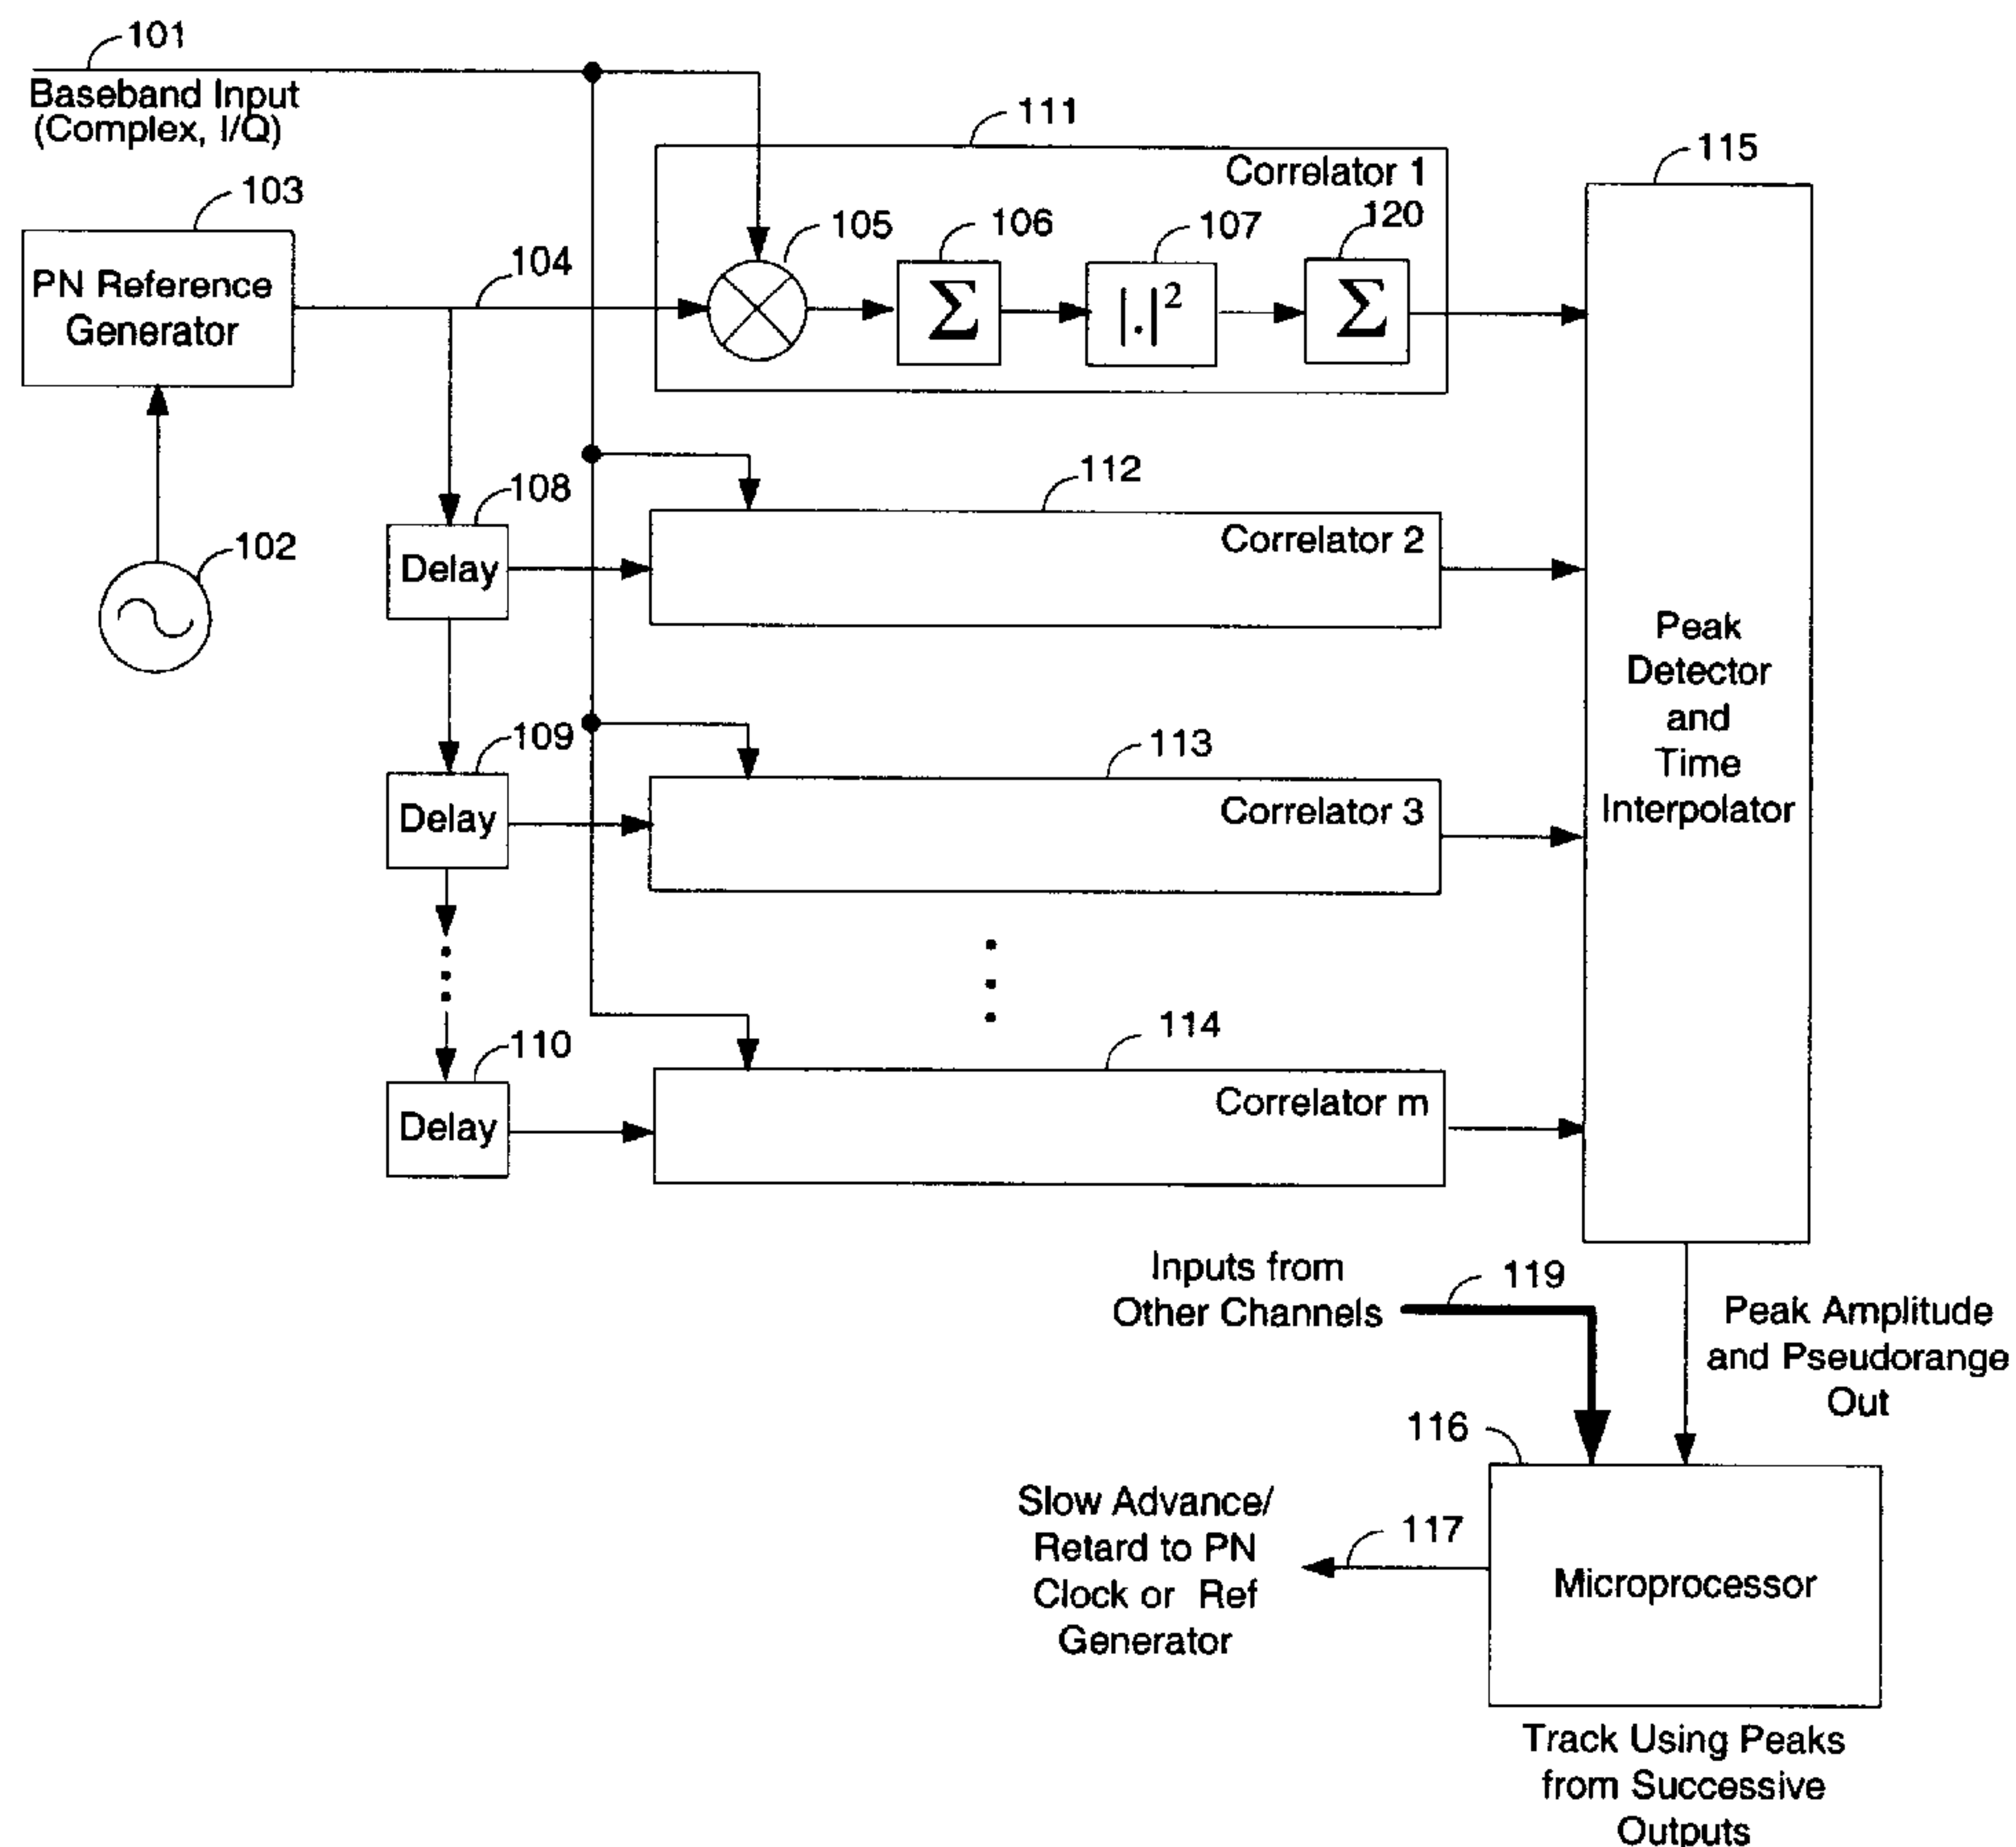 101
Baseband Input
(Complex, I/Q)
111
Correlator 1
115
103
PN Reference
Generator
104
105
106
107
120
Σ
|.|²
Σ
112
Correlator 2
108
Delay
102
Peak
Detector
and
Time
Interpolator
109
Delay
113
Correlator 3
110
Delay
114
Correlator m
Inputs from
Other Channels
119
Peak Amplitude
and Pseudorange
Out
116
Slow Advance/
Retard to PN
Clock or Ref
Generator
117
Microprocessor
Track Using Peaks
from Successive
Outputs